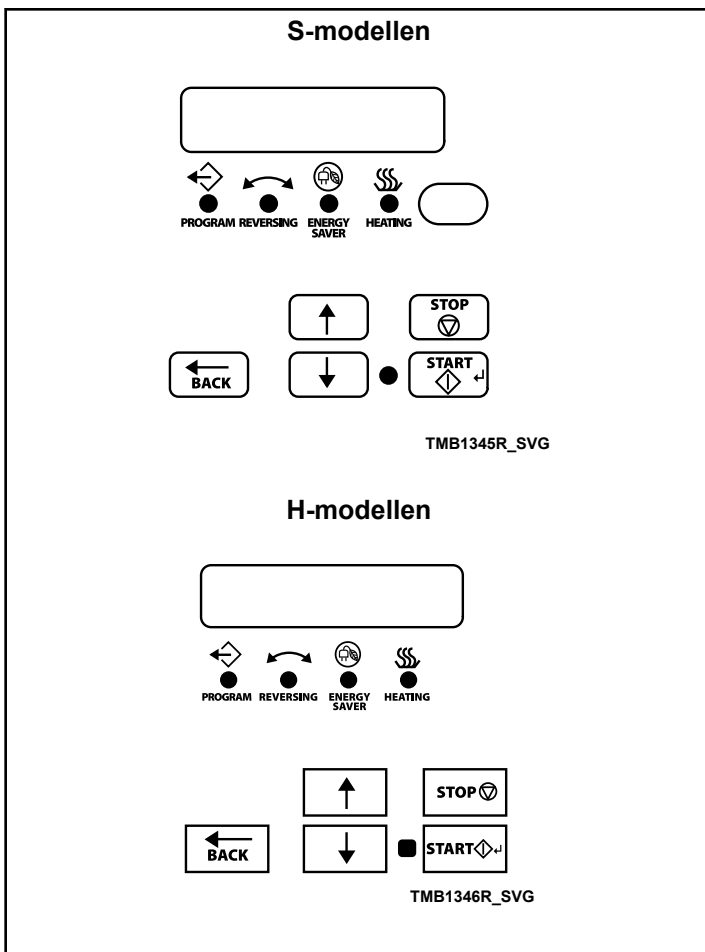 S-modellen
PROGRAM REVERSING ENERGY SAVER HEATING
STOP
START
BACK
TMB1345R_SVG
H-modellen
PROGRAM REVERSING ENERGY SAVER HEATING
STOP
BACK START
TMB1346R_SVG